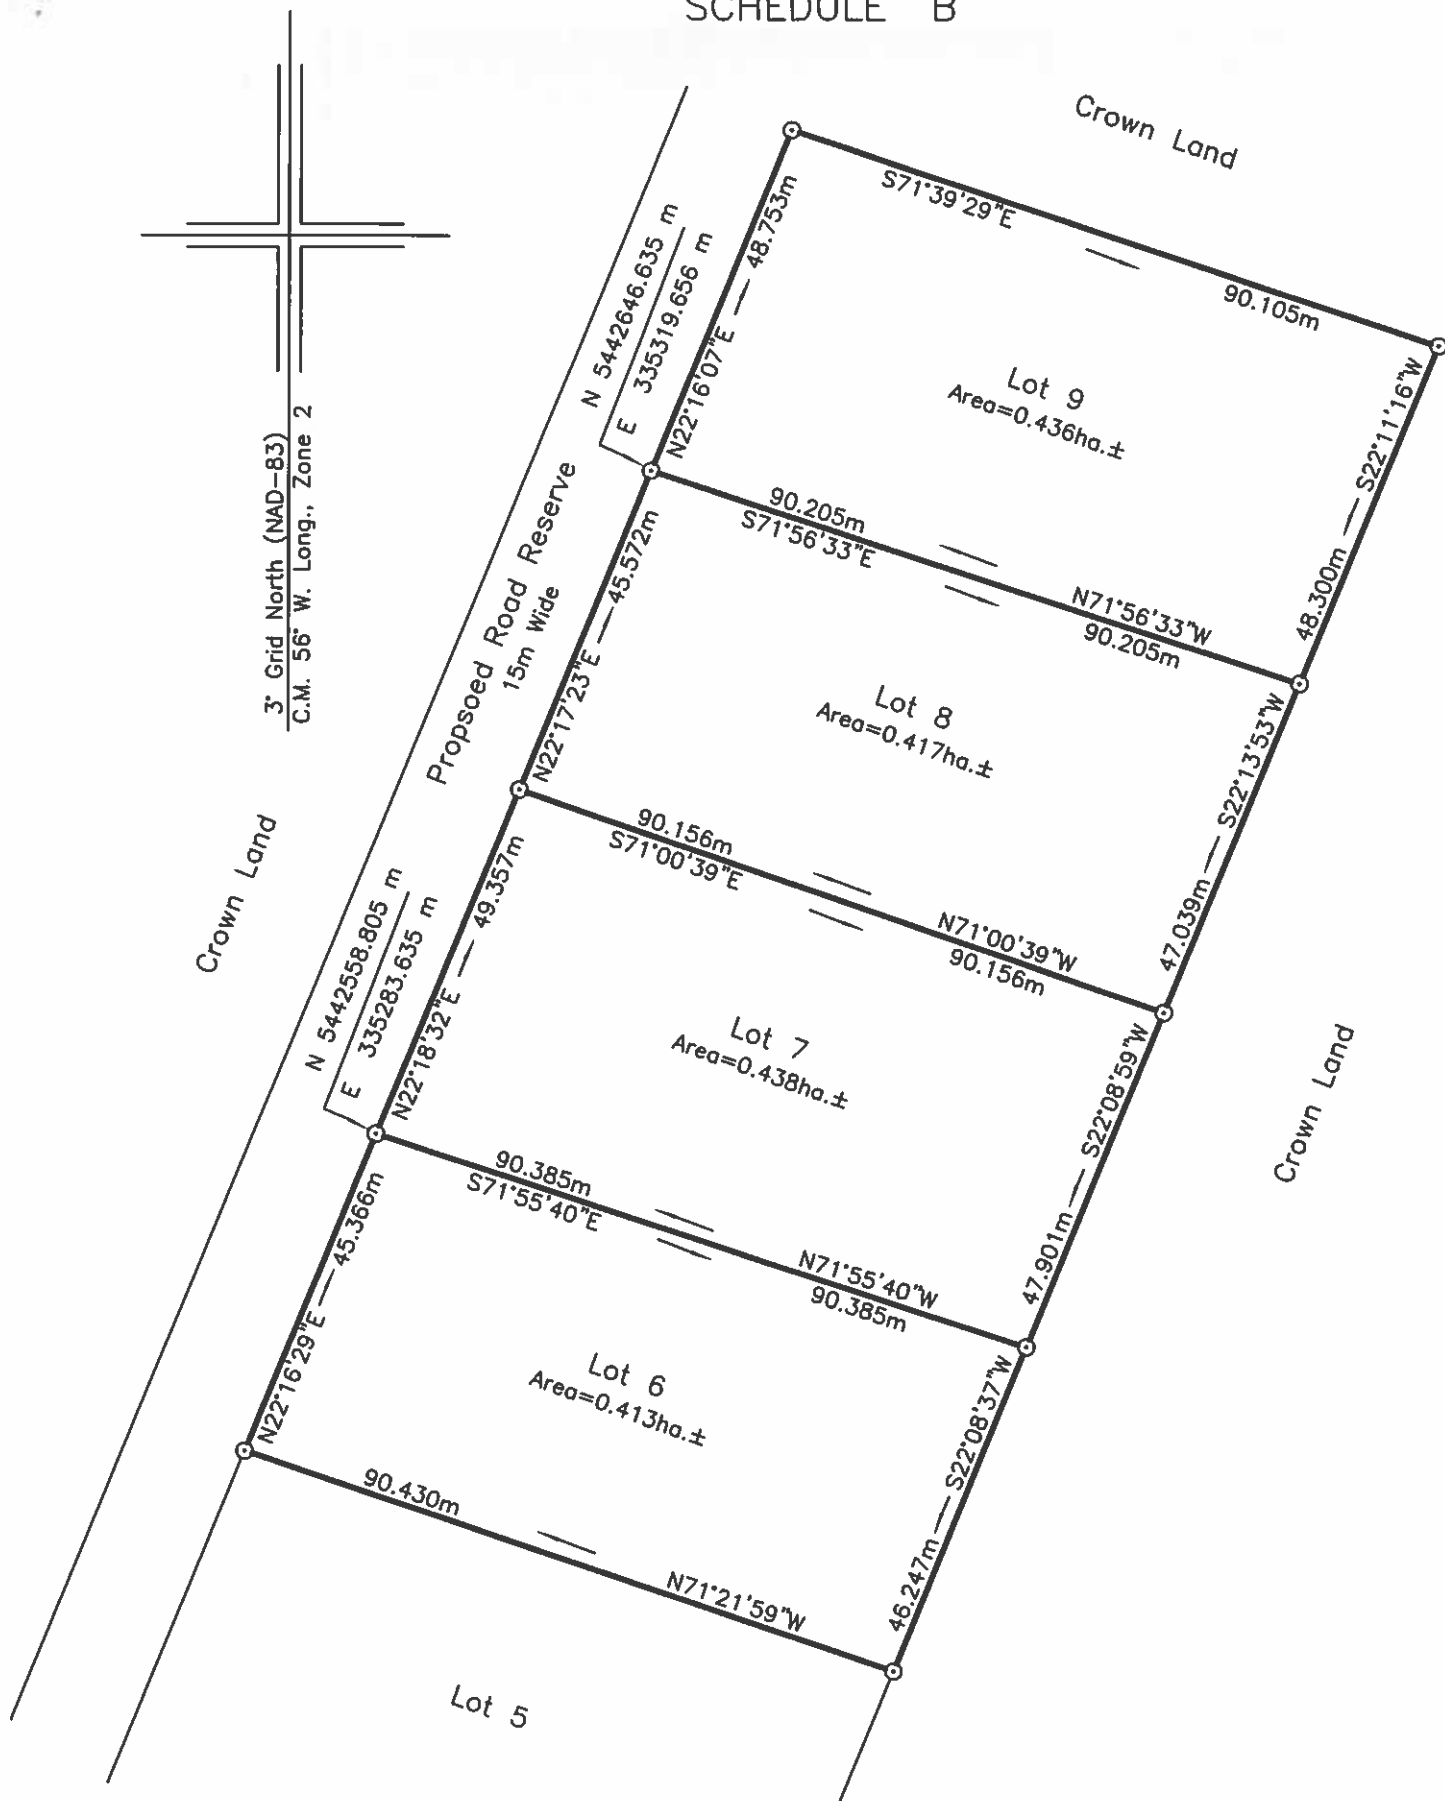 SCHEDULE B
Crown Land
S71°39'29"E
90.105m
N22°16'07"E — 48.753m
N 5442646.635 m
E 335319.656 m
Lot 9
Area=0.436ha.±
48.300m — S22°11'16"W
3° Grid North (NAD-83)
C.M. 56° W. Long., Zone 2
Propsoed Road Reserve
15m Wide
90.205m
S71°56'33"E
N71°56'33"W
90.205m
N22°17'23"E — 45.572m
Lot 8
Area=0.417ha.±
47.039m — S22°13'53"W
Crown Land
90.156m
S71°00'39"E
N71°00'39"W
90.156m
N 5442558.805 m
E 335283.635 m
N22°18'32"E — 49.357m
Lot 7
Area=0.438ha.±
47.901m — S22°08'59"W
Crown Land
90.385m
S71°55'40"E
N71°55'40"W
90.385m
N22°16'29"E — 45.366m
Lot 6
Area=0.413ha.±
46.247m — S22°08'37"W
90.430m
N71°21'59"W
Lot 5